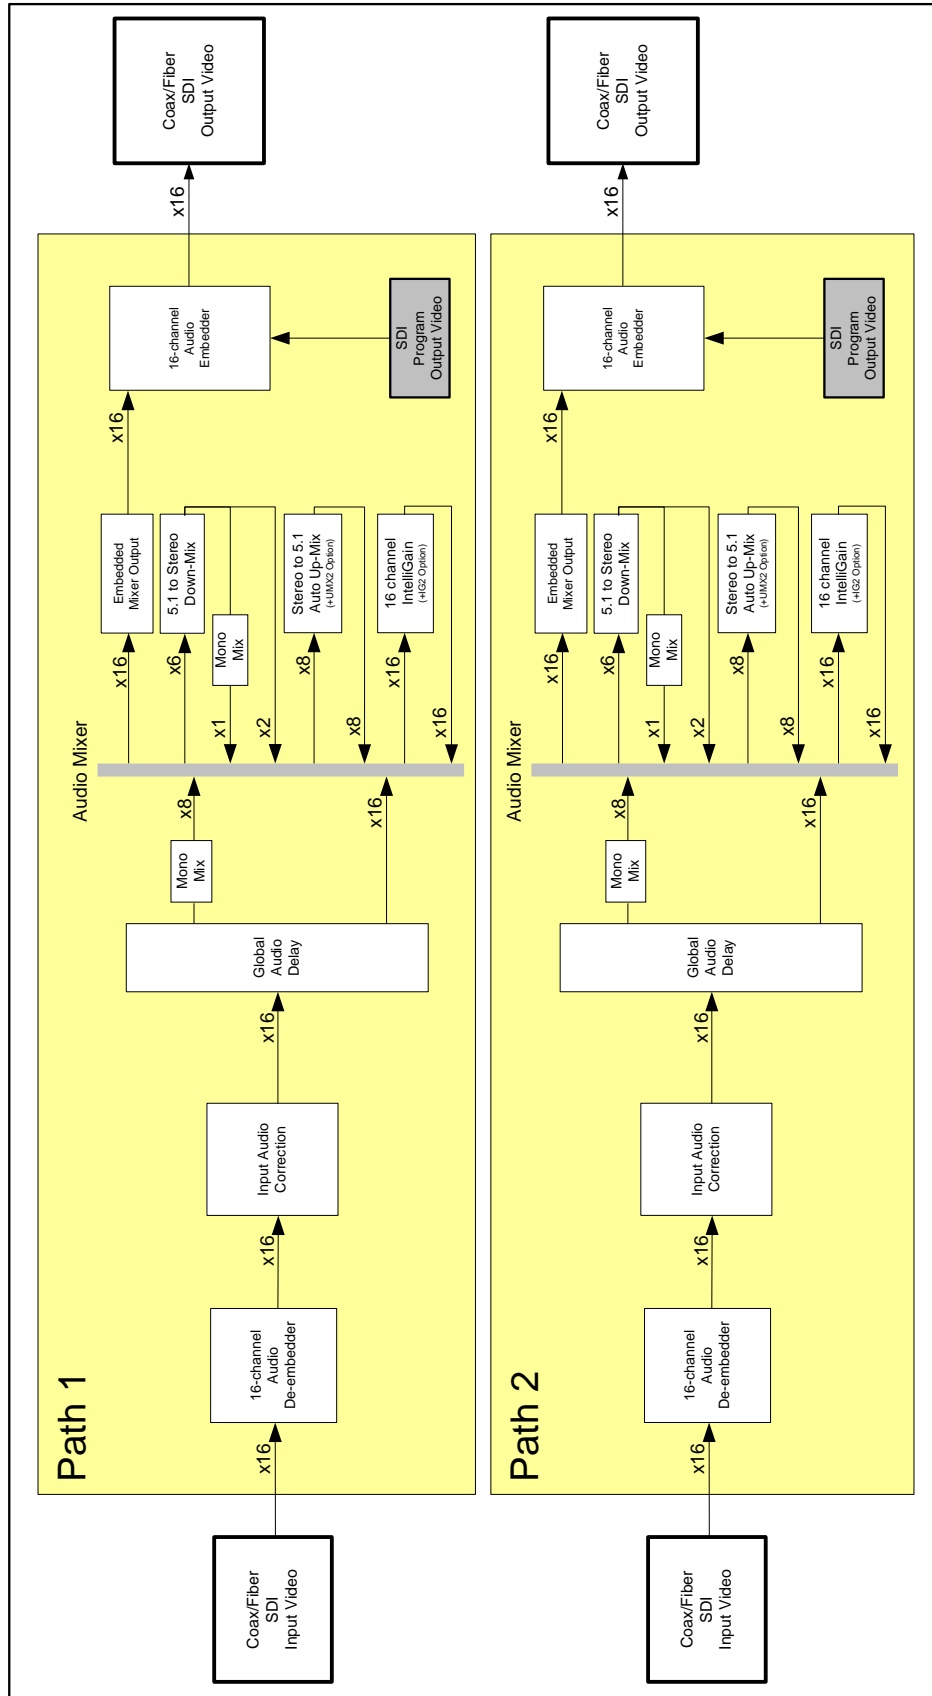 Path 1
Coax/Fiber
SDI
Input Video
x16
16-channel
Audio
De-embedder
x16
Input Audio
Correction
x16
Global
Audio
Delay
Mono
Mix
x8
x16
Audio Mixer
x16
Embedded
Mixer Output
x16
x6
5.1 to Stereo
Down-Mix
x1
Mono
Mix
x2
x8
Stereo to 5.1
Auto Up-Mix
(+UMX2 Option)
x8
x16
16 channel
IntelliGain
(+IG2 Option)
x16
16-channel
Audio
Embedder
SDI
Program
Output Video
x16
Coax/Fiber
SDI
Output Video
Path 2
Coax/Fiber
SDI
Input Video
x16
16-channel
Audio
De-embedder
x16
Input Audio
Correction
x16
Global
Audio
Delay
Mono
Mix
x8
x16
Audio Mixer
x16
Embedded
Mixer Output
x16
x6
5.1 to Stereo
Down-Mix
x1
Mono
Mix
x2
x8
Stereo to 5.1
Auto Up-Mix
(+UMX2 Option)
x8
x16
16 channel
IntelliGain
(+IG2 Option)
x16
16-channel
Audio
Embedder
SDI
Program
Output Video
x16
Coax/Fiber
SDI
Output Video